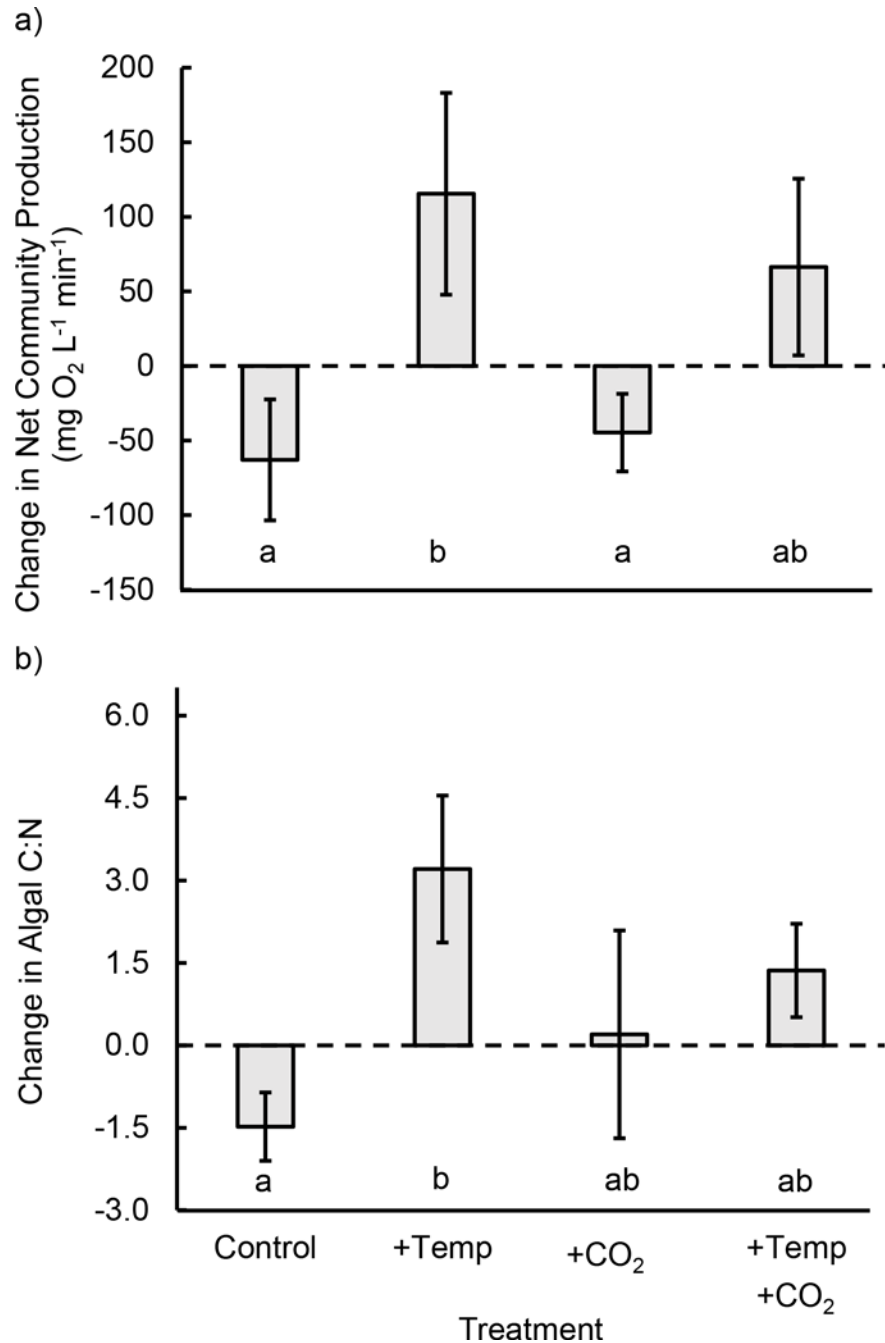 a)
Change in Net Community Production
(mg O₂ L⁻¹ min⁻¹)
200
150
100
50
0
-50
-100
-150
a b a ab
b)
Change in Algal C:N
6.0
4.5
3.0
1.5
0.0
-1.5
-3.0
a b ab ab
Control +Temp +CO₂ +Temp
+CO₂
Treatment